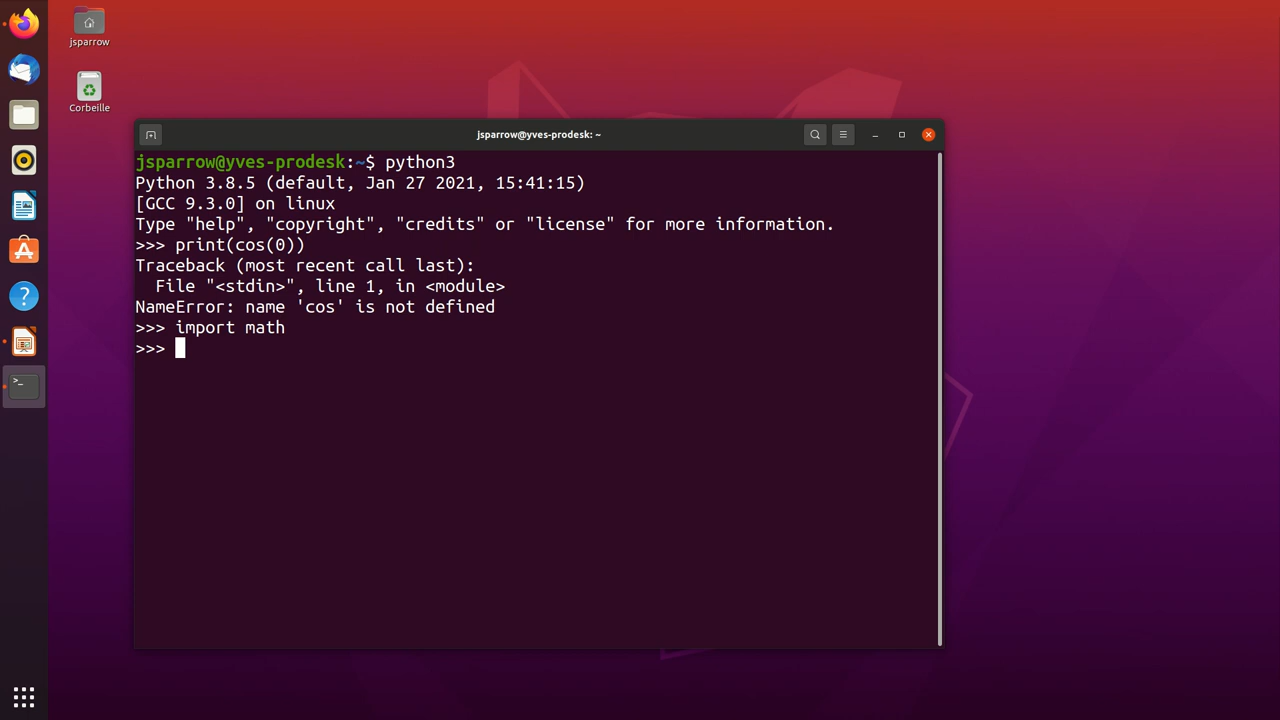 jsparrow
Corbeille
jsparrow@yves-prodesk: ~
jsparrow@yves-prodesk:~$ python3
Python 3.8.5 (default, Jan 27 2021, 15:41:15)
[GCC 9.3.0] on linux
Type "help", "copyright", "credits" or "license" for more information.
>>> print(cos(0))
Traceback (most recent call last):
  File "<stdin>", line 1, in <module>
NameError: name 'cos' is not defined
>>> import math
>>>